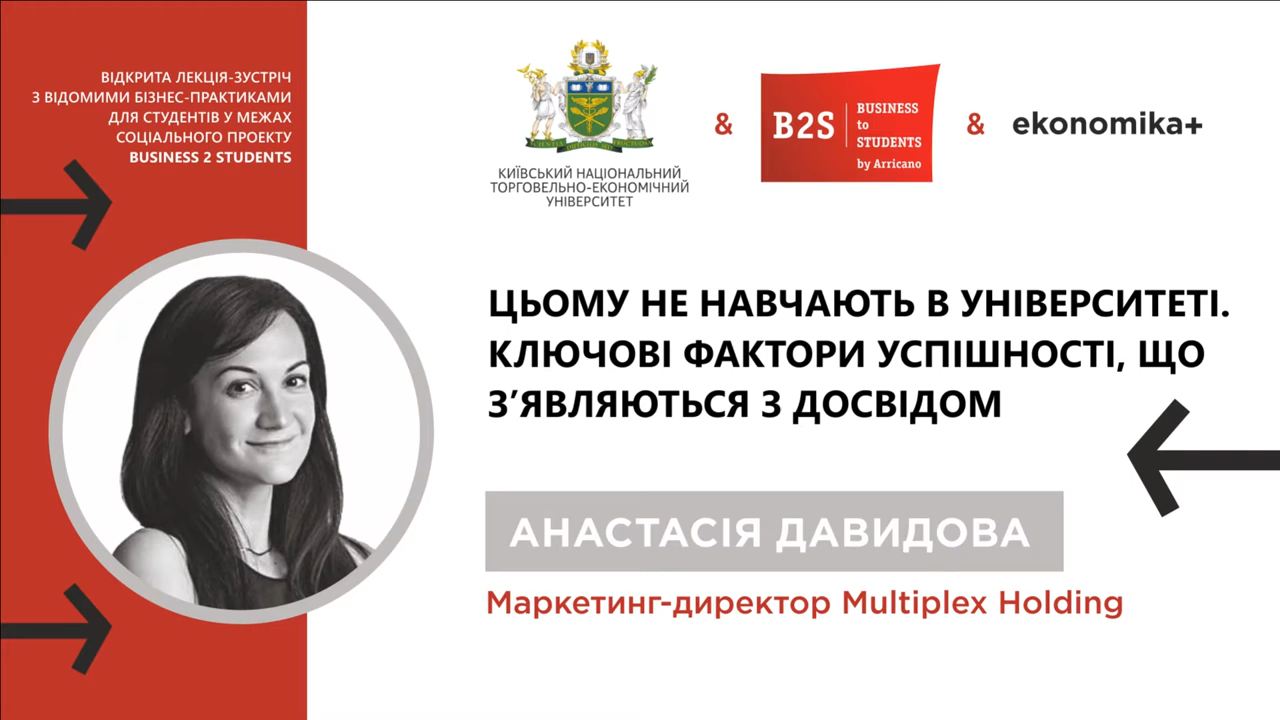 ВІДКРИТА ЛЕКЦІЯ-ЗУСТРІЧ
З ВІДОМИМИ БІЗНЕС-ПРАКТИКАМИ
ДЛЯ СТУДЕНТІВ У МЕЖАХ
СОЦІАЛЬНОГО ПРОЕКТУ
BUSINESS 2 STUDENTS
КИЇВСЬКИЙ НАЦІОНАЛЬНИЙ
ТОРГОВЕЛЬНО-ЕКОНОМІЧНИЙ
УНІВЕРСИТЕТ
&
B2S
BUSINESS
to
STUDENTS
by Arricano
&
ekonomika+
ЦЬОМУ НЕ НАВЧАЮТЬ В УНІВЕРСИТЕТІ.
КЛЮЧОВІ ФАКТОРИ УСПІШНОСТІ, ЩО
З’ЯВЛЯЮТЬСЯ З ДОСВІДОМ
АНАСТАСІЯ ДАВИДОВА
Маркетинг-директор Multiplex Holding